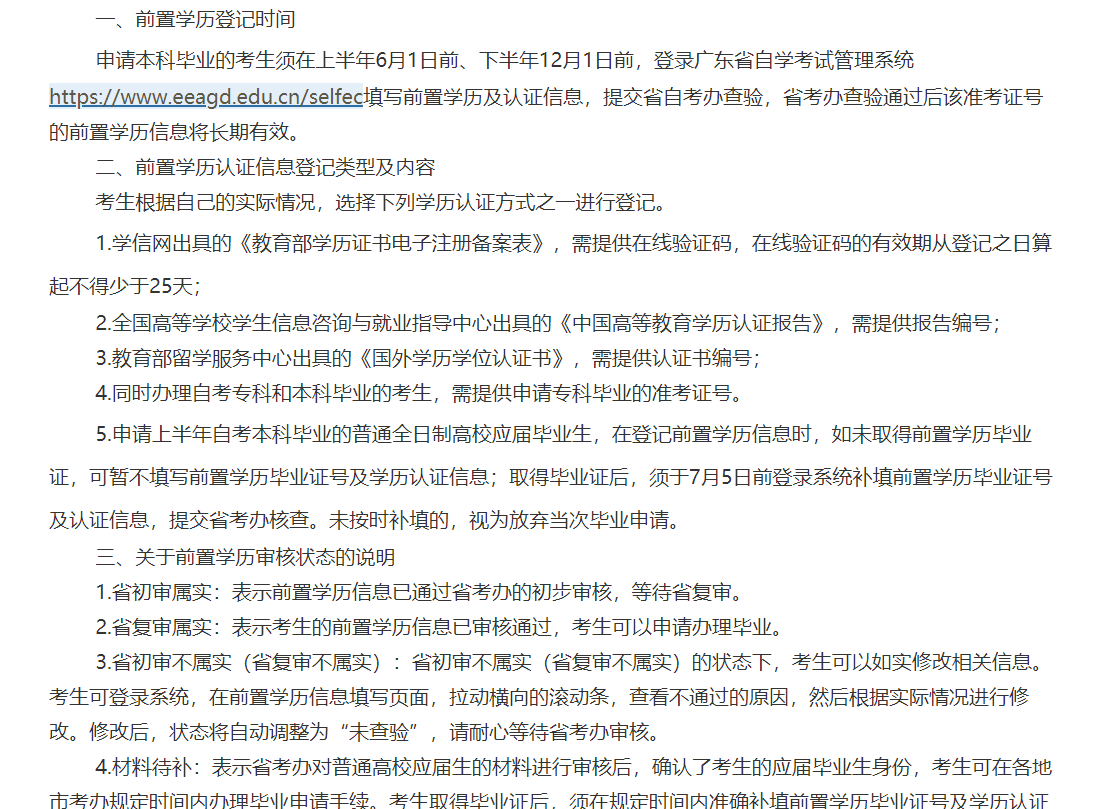 一、前置学历登记时间
申请本科毕业的考生须在上半年6月1日前、下半年12月1日前，登录广东省自学考试管理系统
https://www.eeagd.edu.cn/selfec填写前置学历及认证信息，提交省自考办查验，省考办查验通过后该准考证号
的前置学历信息将长期有效。
二、前置学历认证信息登记类型及内容
考生根据自己的实际情况，选择下列学历认证方式之一进行登记。
1.学信网出具的《教育部学历证书电子注册备案表》，需提供在线验证码，在线验证码的有效期从登记之日算
起不得少于25天；
2.全国高等学校学生信息咨询与就业指导中心出具的《中国高等教育学历认证报告》，需提供报告编号；
3.教育部留学服务中心出具的《国外学历学位认证书》，需提供认证书编号；
4.同时办理自考专科和本科毕业的考生，需提供申请专科毕业的准考证号。
5.申请上半年自考本科毕业的普通全日制高校应届毕业生，在登记前置学历信息时，如未取得前置学历毕业
证，可暂不填写前置学历毕业证号及学历认证信息；取得毕业证后，须于7月5日前登录系统补填前置学历毕业证号
及认证信息，提交省考办核查。未按时补填的，视为放弃当次毕业申请。
三、关于前置学历审核状态的说明
1.省初审属实：表示前置学历信息已通过省考办的初步审核，等待省复审。
2.省复审属实：表示考生的前置学历信息已审核通过，考生可以申请办理毕业。
3.省初审不属实（省复审不属实）：省初审不属实（省复审不属实）的状态下，考生可以如实修改相关信息。
考生可登录系统，在前置学历信息填写页面，拉动横向的滚动条，查看不通过的原因，然后根据实际情况进行修
改。修改后，状态将自动调整为“未查验”，请耐心等待省考办审核。
4.材料待补：表示省考办对普通高校应届生的材料进行审核后，确认了考生的应届毕业生身份，考生可在各地
市考办规定时间内办理毕业申请手续。考生取得毕业证后，须在规定时间内准确补填前置学历毕业证号及学历认证